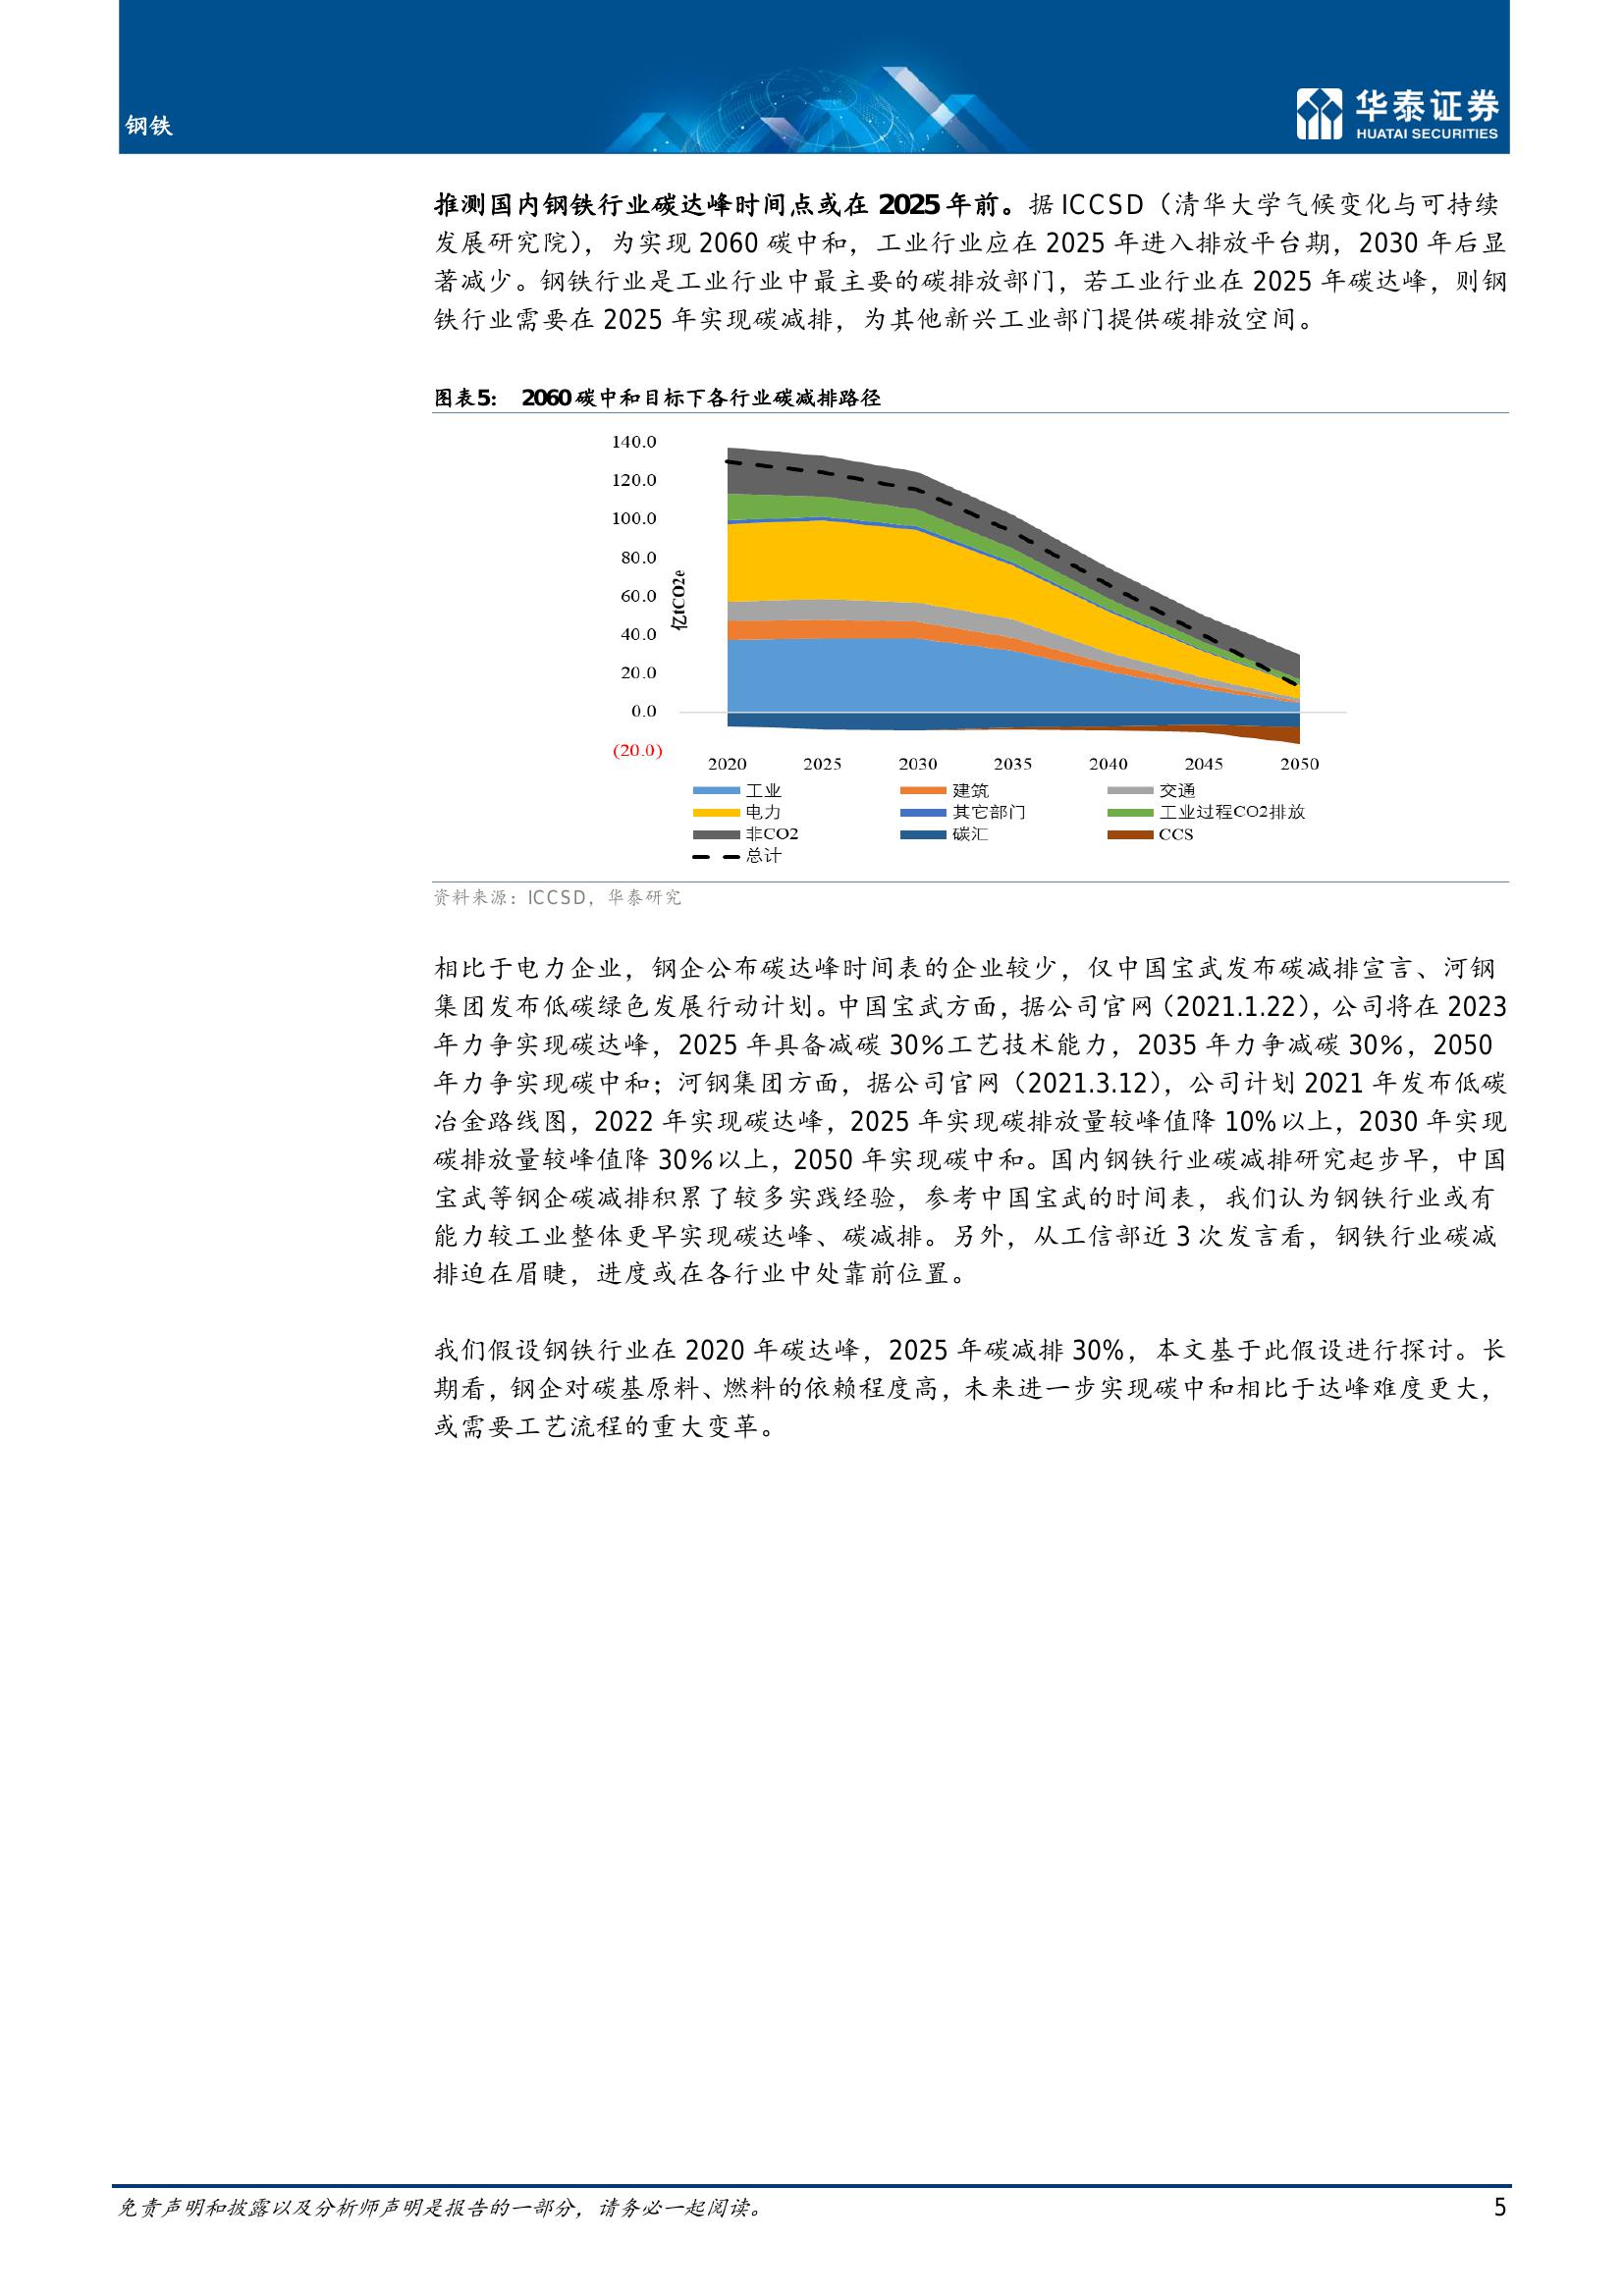 钢铁
华泰证券
HUATAI SECURITIES
推测国内钢铁行业碳达峰时间点或在 2025 年前。据 ICCSD（清华大学气候变化与可持续
发展研究院），为实现 2060 碳中和，工业行业应在 2025 年进入排放平台期，2030 年后显
著减少。钢铁行业是工业行业中最主要的碳排放部门，若工业行业在 2025 年碳达峰，则钢
铁行业需要在 2025 年实现碳减排，为其他新兴工业部门提供碳排放空间。
图表5： 2060 碳中和目标下各行业碳减排路径
140.0
120.0
100.0
80.0
60.0
40.0
20.0
0.0
(20.0)
亿tCO2e
2020 2025 2030 2035 2040 2045 2050
工业 建筑 交通
电力 其它部门 工业过程CO2排放
非CO2 碳汇 CCS
总计
资料来源：ICCSD，华泰研究
相比于电力企业，钢企公布碳达峰时间表的企业较少，仅中国宝武发布碳减排宣言、河钢
集团发布低碳绿色发展行动计划。中国宝武方面，据公司官网（2021.1.22），公司将在 2023
年力争实现碳达峰，2025 年具备减碳 30%工艺技术能力，2035 年力争减碳 30%，2050
年力争实现碳中和；河钢集团方面，据公司官网（2021.3.12），公司计划 2021 年发布低碳
冶金路线图，2022 年实现碳达峰，2025 年实现碳排放量较峰值降 10%以上，2030 年实现
碳排放量较峰值降 30%以上，2050 年实现碳中和。国内钢铁行业碳减排研究起步早，中国
宝武等钢企碳减排积累了较多实践经验，参考中国宝武的时间表，我们认为钢铁行业或有
能力较工业整体更早实现碳达峰、碳减排。另外，从工信部近 3 次发言看，钢铁行业碳减
排迫在眉睫，进度或在各行业中处靠前位置。
我们假设钢铁行业在 2020 年碳达峰，2025 年碳减排 30%，本文基于此假设进行探讨。长
期看，钢企对碳基原料、燃料的依赖程度高，未来进一步实现碳中和相比于达峰难度更大，
或需要工艺流程的重大变革。
免责声明和披露以及分析师声明是报告的一部分，请务必一起阅读。 5